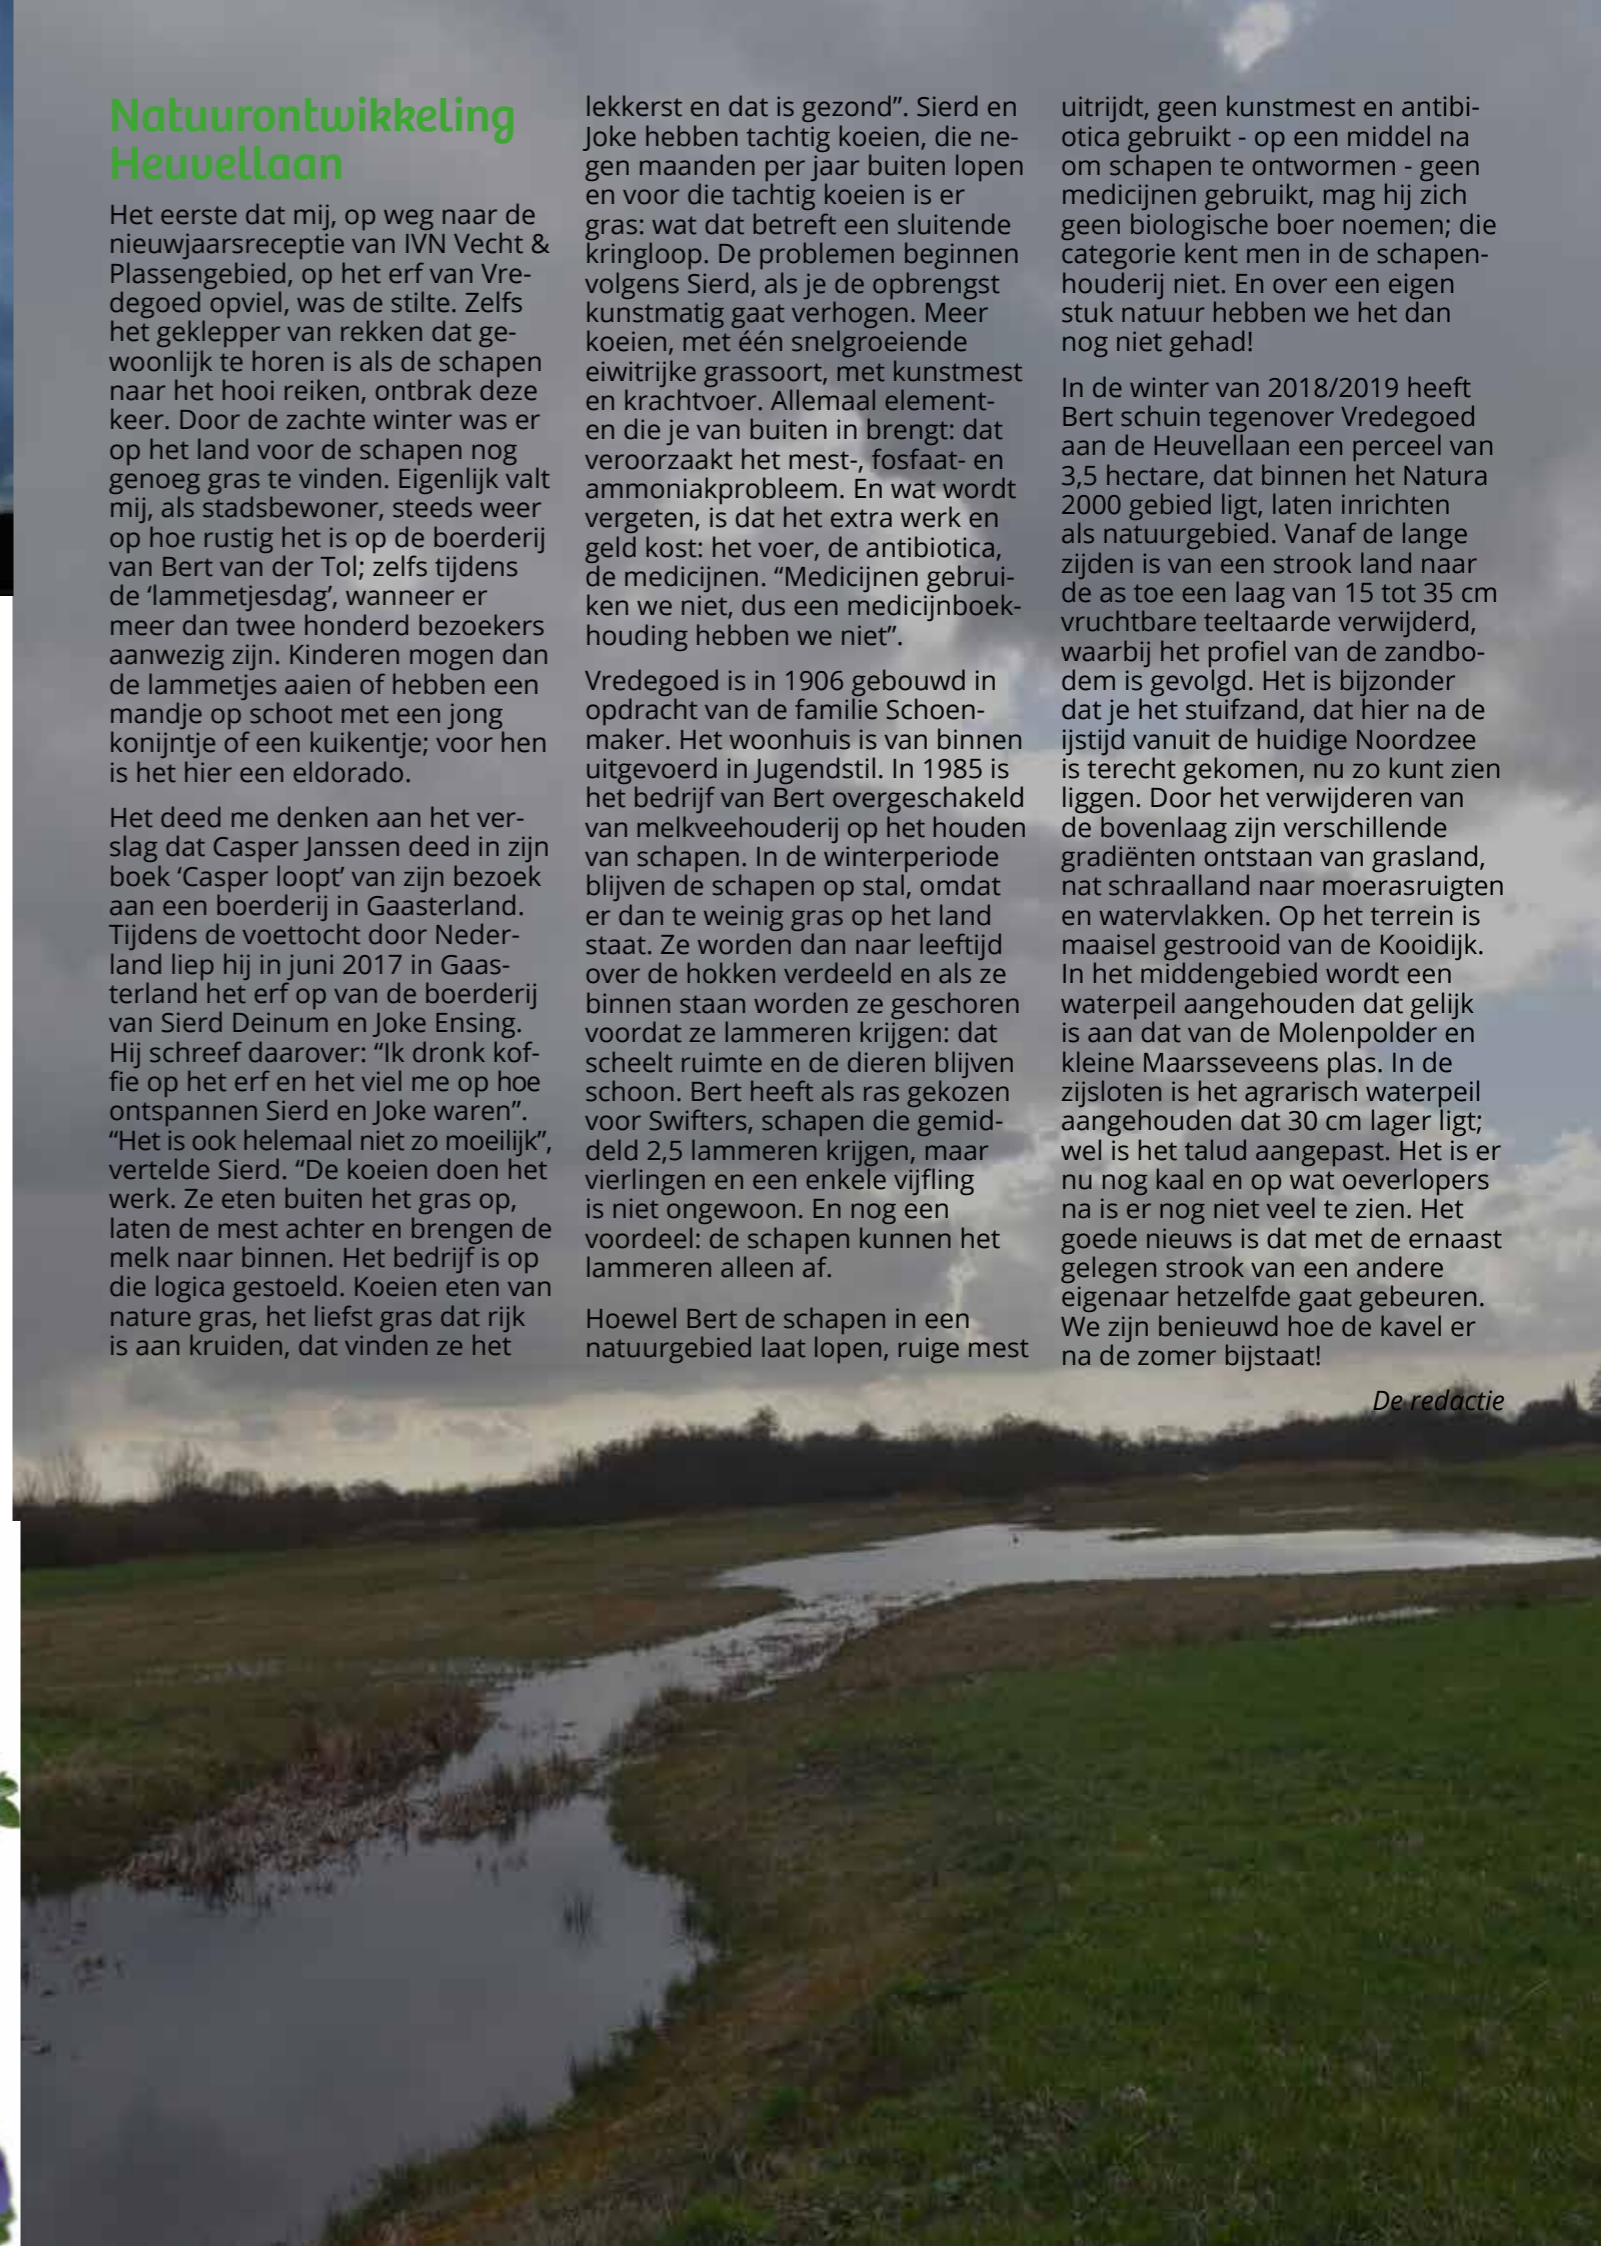 Natuurontwikkeling
Heuvellaan
Het eerste dat mij, op weg naar de
nieuwjaarsreceptie van IVN Vecht &
Plassengebied, op het erf van Vre-
degoed opviel, was de stilte. Zelfs
het geklepper van rekken dat ge-
woonlijk te horen is als de schapen
naar het hooi reiken, ontbrak deze
keer. Door de zachte winter was er
op het land voor de schapen nog
genoeg gras te vinden. Eigenlijk valt
mij, als stadsbewoner, steeds weer
op hoe rustig het is op de boerderij
van Bert van der Tol; zelfs tijdens
de ‘lammetjesdag’, wanneer er
meer dan twee honderd bezoekers
aanwezig zijn. Kinderen mogen dan
de lammetjes aaien of hebben een
mandje op schoot met een jong
konijntje of een kuikentje; voor hen
is het hier een eldorado.
Het deed me denken aan het ver-
slag dat Casper Janssen deed in zijn
boek ‘Casper loopt’ van zijn bezoek
aan een boerderij in Gaasterland.
Tijdens de voettocht door Neder-
land liep hij in juni 2017 in Gaas-
terland het erf op van de boerderij
van Sierd Deinum en Joke Ensing.
Hij schreef daarover: “Ik dronk kof-
fie op het erf en het viel me op hoe
ontspannen Sierd en Joke waren”.
“Het is ook helemaal niet zo moeilijk”,
vertelde Sierd. “De koeien doen het
werk. Ze eten buiten het gras op,
laten de mest achter en brengen de
melk naar binnen. Het bedrijf is op
die logica gestoeld. Koeien eten van
nature gras, het liefst gras dat rijk
is aan kruiden, dat vinden ze het
lekkerst en dat is gezond”. Sierd en
Joke hebben tachtig koeien, die ne-
gen maanden per jaar buiten lopen
en voor die tachtig koeien is er
gras: wat dat betreft een sluitende
kringloop. De problemen beginnen
volgens Sierd, als je de opbrengst
kunstmatig gaat verhogen. Meer
koeien, met één snelgroeiende
eiwitrijke grassoort, met kunstmest
en krachtvoer. Allemaal element-
en die je van buiten in brengt: dat
veroorzaakt het mest-, fosfaat- en
ammoniakprobleem. En wat wordt
vergeten, is dat het extra werk en
geld kost: het voer, de antibiotica,
de medicijnen. “Medicijnen gebrui-
ken we niet, dus een medicijnboek-
houding hebben we niet”.
Vredegoed is in 1906 gebouwd in
opdracht van de familie Schoen-
maker. Het woonhuis is van binnen
uitgevoerd in Jugendstil. In 1985 is
het bedrijf van Bert overgeschakeld
van melkveehouderij op het houden
van schapen. In de winterperiode
blijven de schapen op stal, omdat
er dan te weinig gras op het land
staat. Ze worden dan naar leeftijd
over de hokken verdeeld en als ze
binnen staan worden ze geschoren
voordat ze lammeren krijgen: dat
scheelt ruimte en de dieren blijven
schoon. Bert heeft als ras gekozen
voor Swifters, schapen die gemid-
deld 2,5 lammeren krijgen, maar
vierlingen en een enkele vijfling
is niet ongewoon. En nog een
voordeel: de schapen kunnen het
lammeren alleen af.
Hoewel Bert de schapen in een
natuurgebied laat lopen, ruige mest
uitrijdt, geen kunstmest en antibi-
otica gebruikt - op een middel na
om schapen te ontwormen - geen
medicijnen gebruikt, mag hij zich
geen biologische boer noemen; die
categorie kent men in de schapen-
houderij niet. En over een eigen
stuk natuur hebben we het dan
nog niet gehad!
In de winter van 2018/2019 heeft
Bert schuin tegenover Vredegoed
aan de Heuvellaan een perceel van
3,5 hectare, dat binnen het Natura
2000 gebied ligt, laten inrichten
als natuurgebied. Vanaf de lange
zijden is van een strook land naar
de as toe een laag van 15 tot 35 cm
vruchtbare teeltaarde verwijderd,
waarbij het profiel van de zandbo-
dem is gevolgd. Het is bijzonder
dat je het stuifzand, dat hier na de
ijstijd vanuit de huidige Noordzee
is terecht gekomen, nu zo kunt zien
liggen. Door het verwijderen van
de bovenlaag zijn verschillende
gradiënten ontstaan van grasland,
nat schraalland naar moerasruigten
en watervlakken. Op het terrein is
maaisel gestrooid van de Kooidijk.
In het middengebied wordt een
waterpeil aangehouden dat gelijk
is aan dat van de Molenpolder en
kleine Maarsseveens plas. In de
zijsloten is het agrarisch waterpeil
aangehouden dat 30 cm lager ligt;
wel is het talud aangepast. Het is er
nu nog kaal en op wat oeverlopers
na is er nog niet veel te zien. Het
goede nieuws is dat met de ernaast
gelegen strook van een andere
eigenaar hetzelfde gaat gebeuren.
We zijn benieuwd hoe de kavel er
na de zomer bijstaat!
De redactie